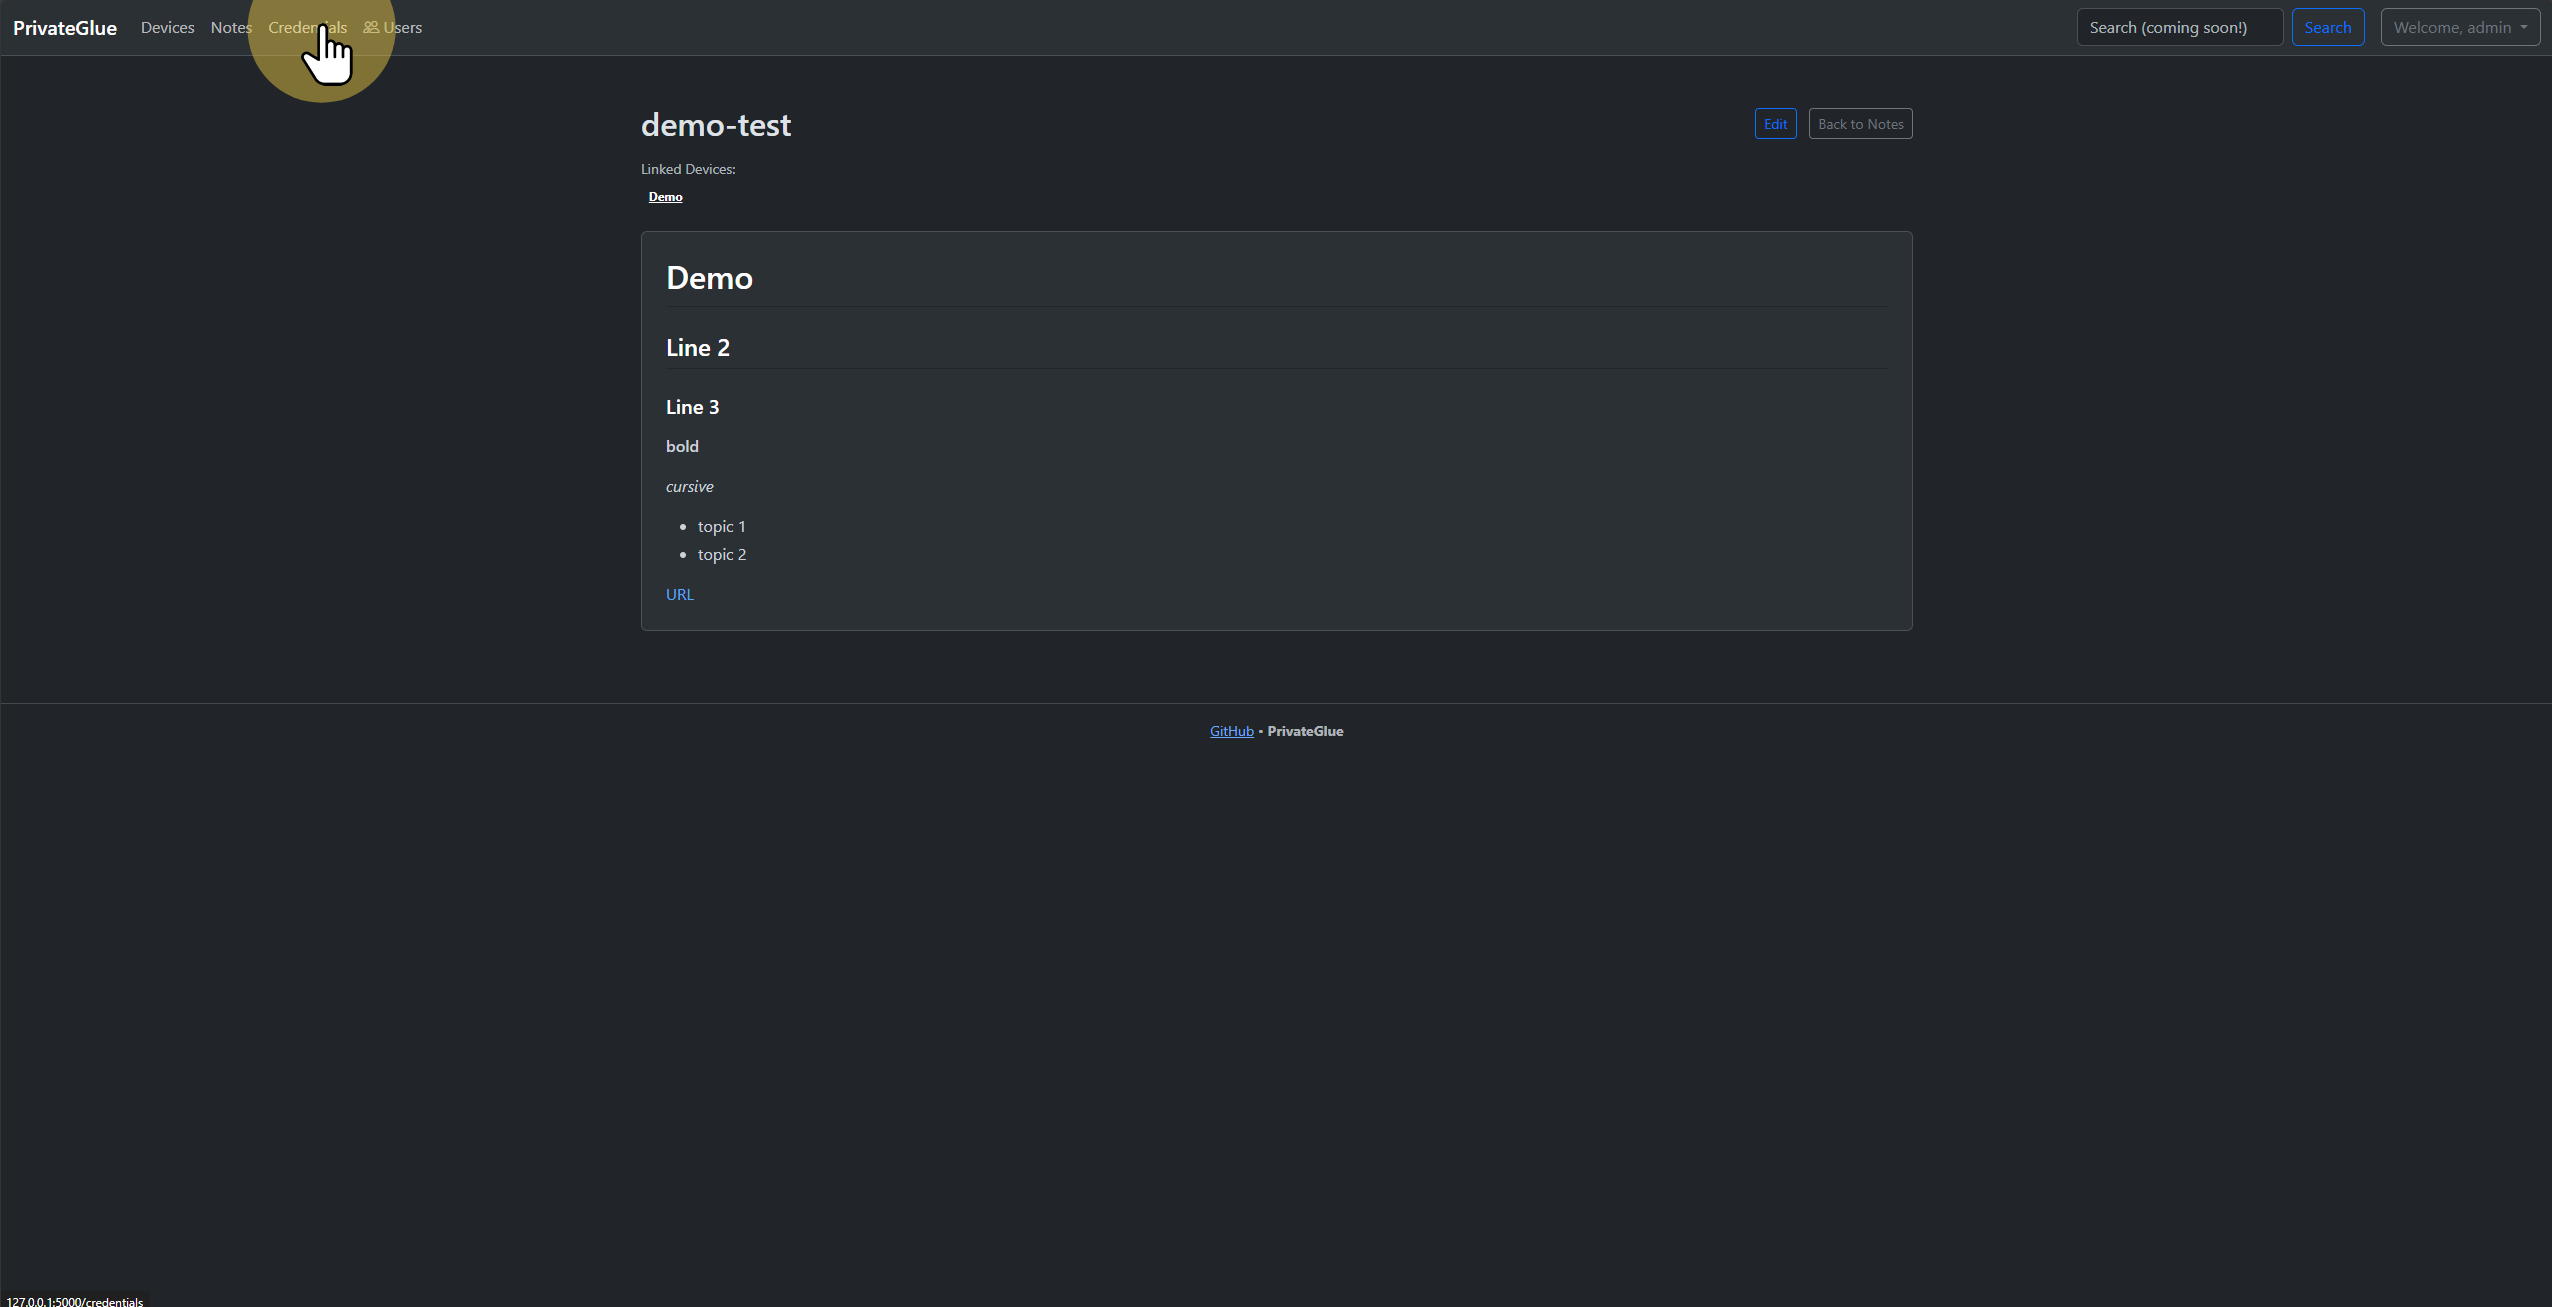 PrivateGlue Devices Notes Credentials Users Search (coming soon!) Search Welcome, admin
demo-test Edit Back to Notes
Linked Devices:
Demo
Demo
Line 2
Line 3
bold
cursive
• topic 1
• topic 2
URL
GitHub • PrivateGlue
127.0.0.1:5000/credentials